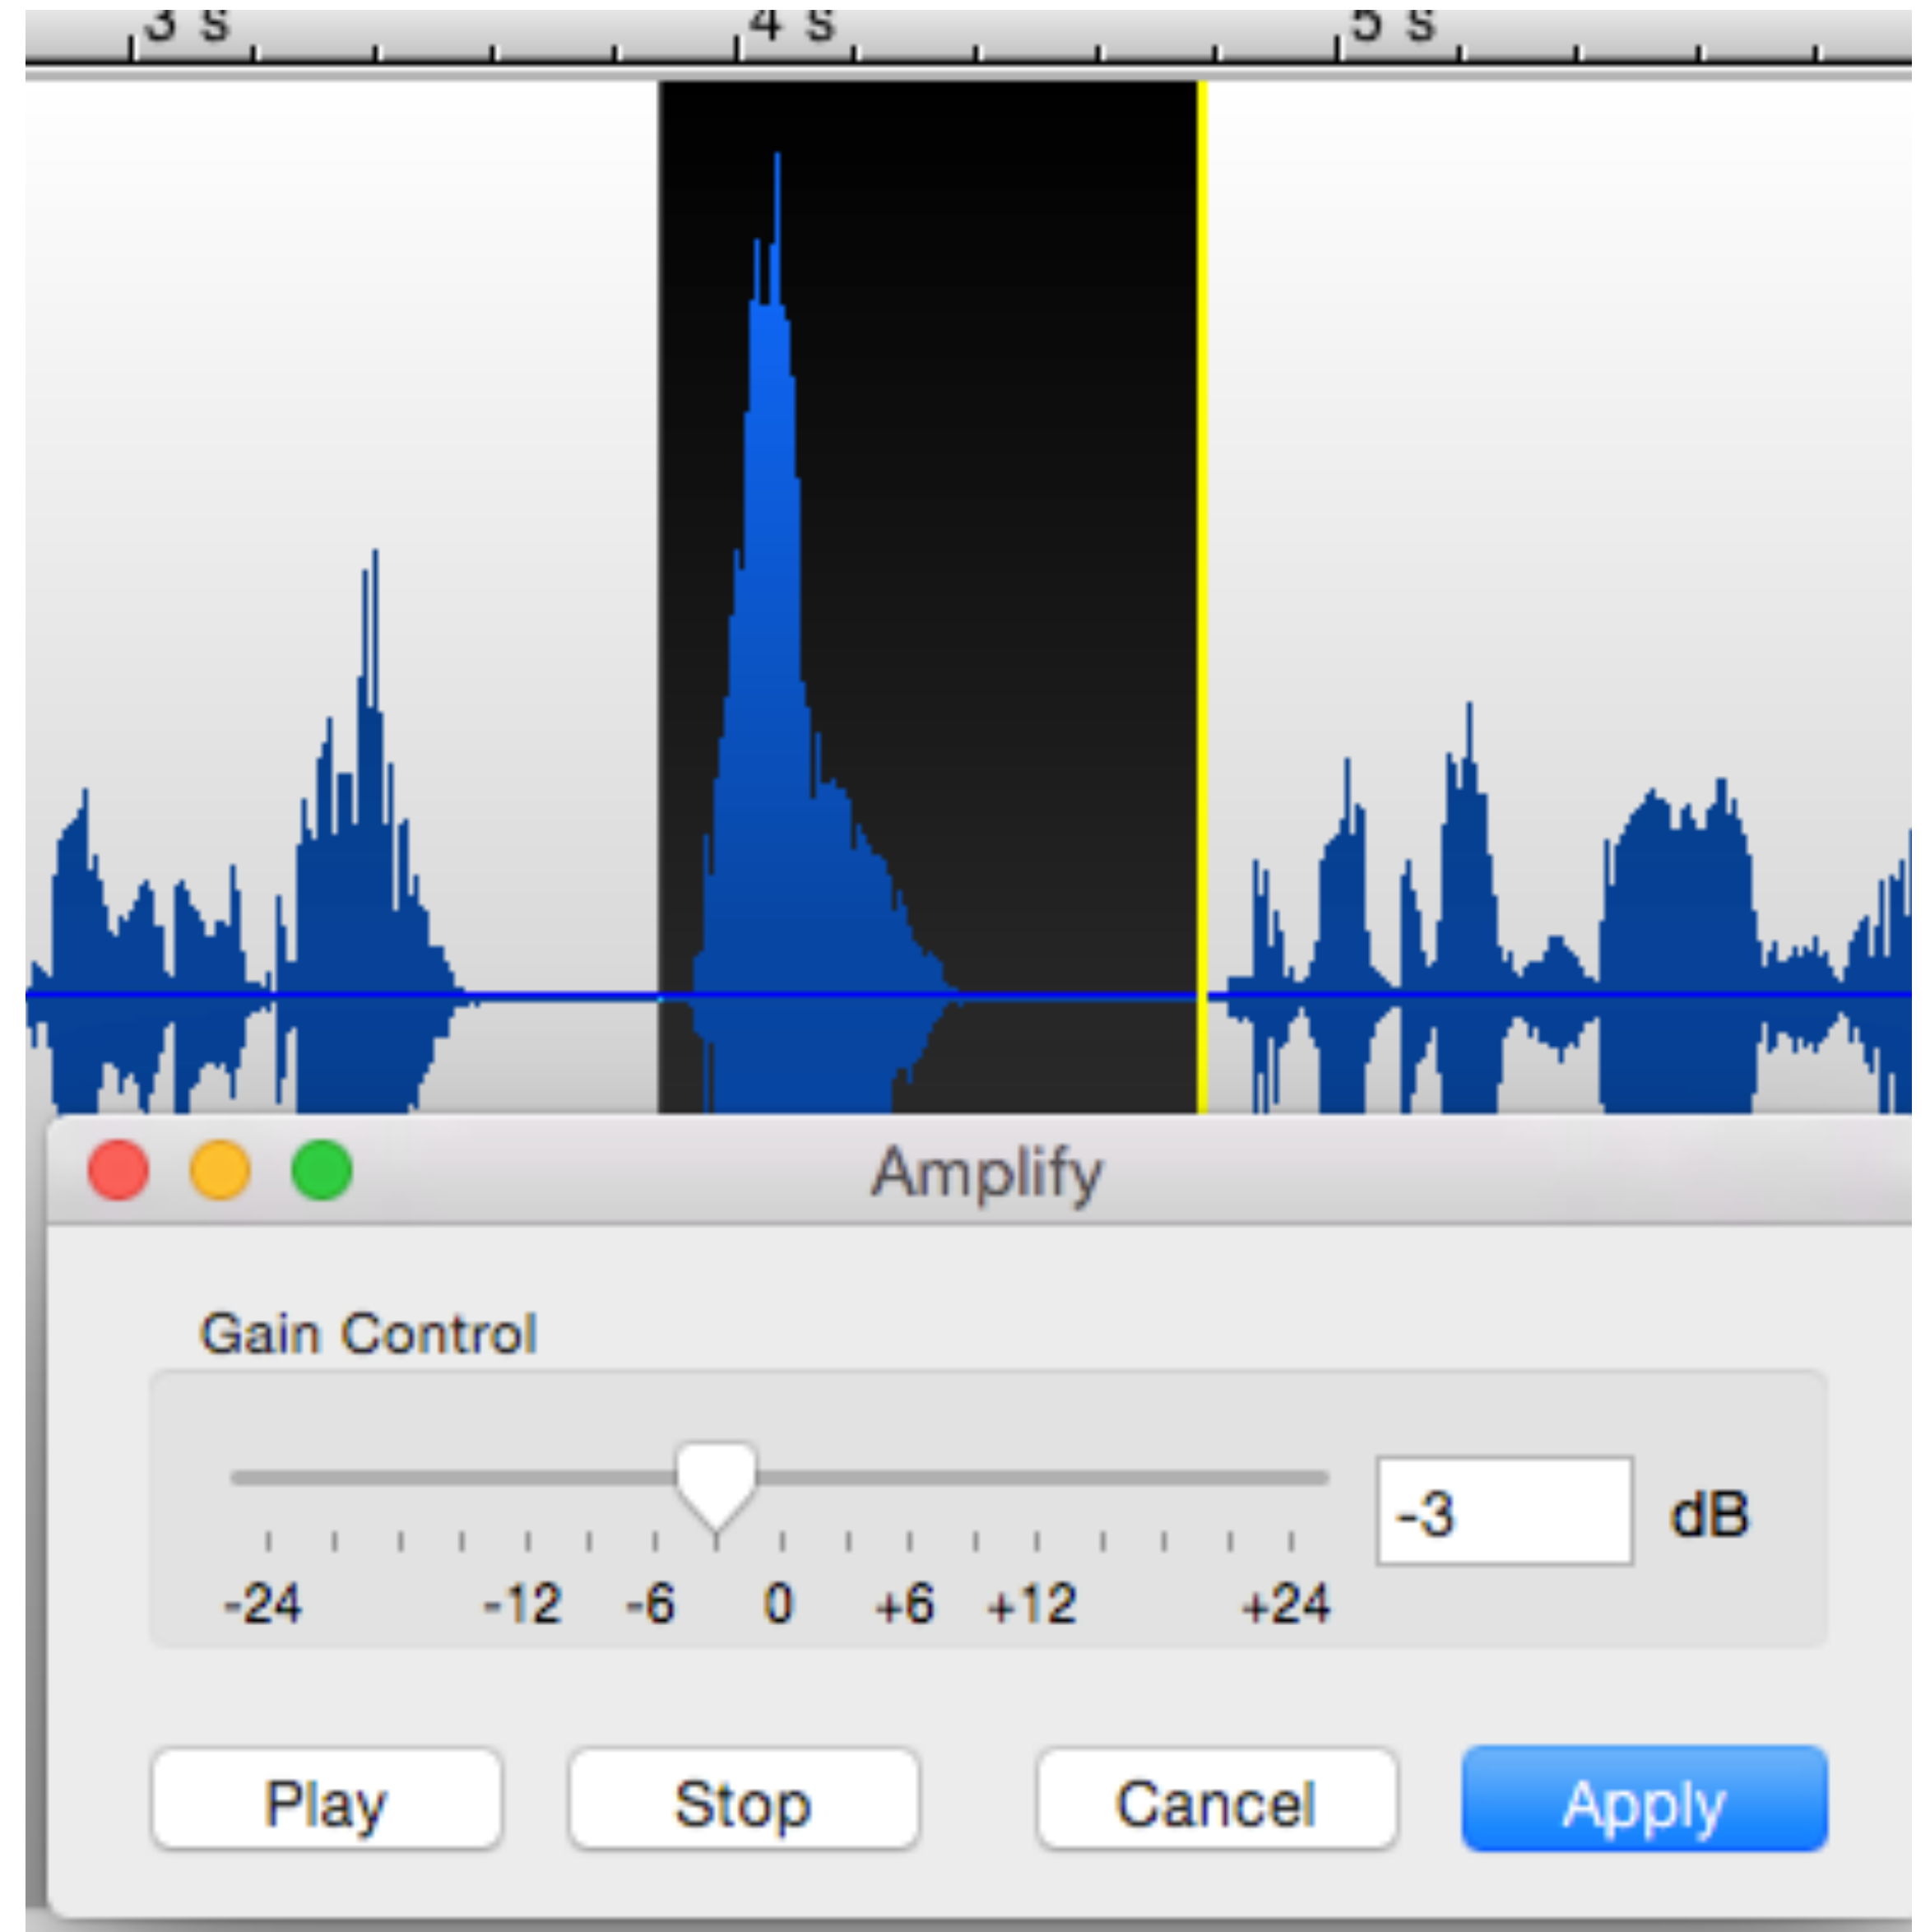 3 s 4 s 5 s
Amplify
Gain Control
-3 dB
-24 -12 -6 0 +6 +12 +24
Play Stop Cancel Apply